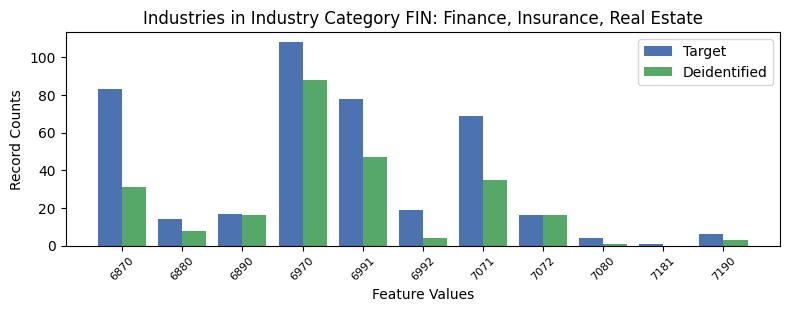 Industries in Industry Category FIN: Finance, Insurance, Real Estate
Target
Deidentified
Record Counts
100
80
60
40
20
0
6870 6880 6890 6970 6991 6992 7071 7072 7080 7181 7190
Feature Values